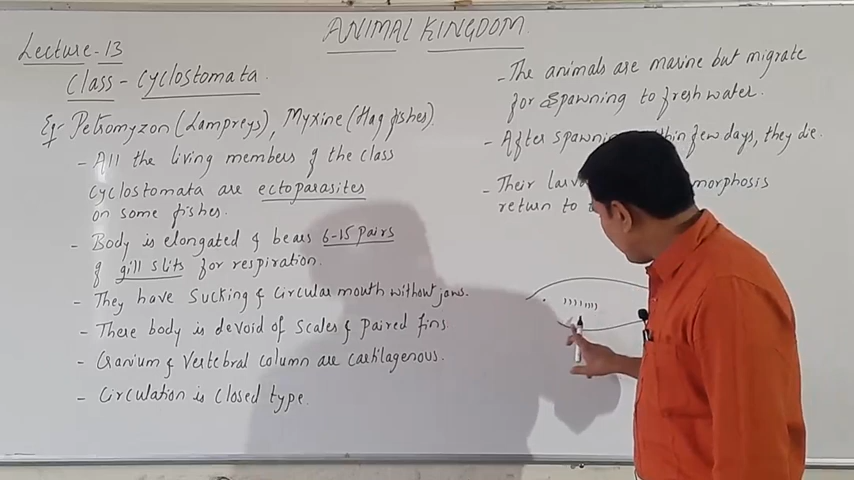 ANIMAL KINGDOM
Lecture-13
Class - Cyclostomata.
Eg- Petromyzon (Lampreys), Myxine (Hag fishes).
- All the living members of the class
cyclostomata are ectoparasites
on some fishes.
- Body is elongated & bears 6-15 pairs
of gill slits for respiration.
- They have sucking & circular mouth without jaws.
- There body is devoid of scales & paired fins.
- Cranium & vertebral column are cartilagenous.
- Circulation is closed type.
- The animals are marine but migrate
for spawning to fresh water.
- After spawning within few days, they die.
- Their
return to